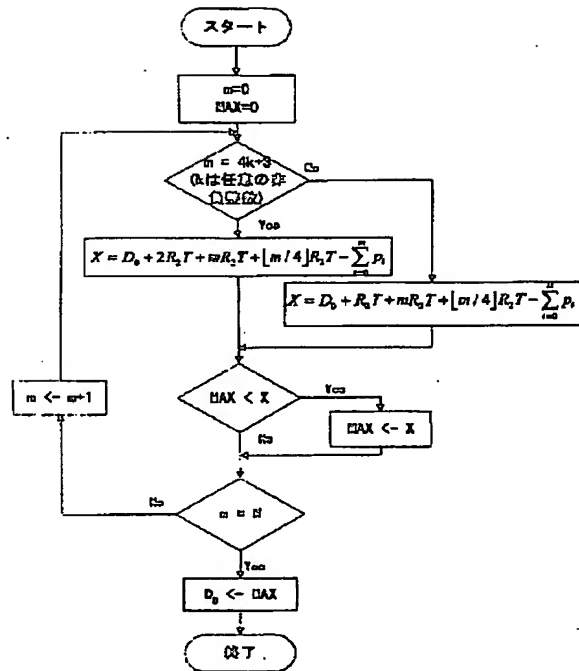 スタート
m=0
MAX=0
m = 4k+3
(kは任意の非
負整数)
No
Yes
X = D₀ + 2R₂T + mR₂T + ⌊m/4⌋R₂T − ∑ᵢ₌₀ᵐ pᵢ
X = D₀ + R₂T + mR₂T + ⌊m/4⌋R₂T − ∑ᵢ₌₀ᵐ pᵢ
MAX < X
Yes
m <- m+1
MAX <- X
No
No
m = N
Yes
D₀ <- MAX
終了